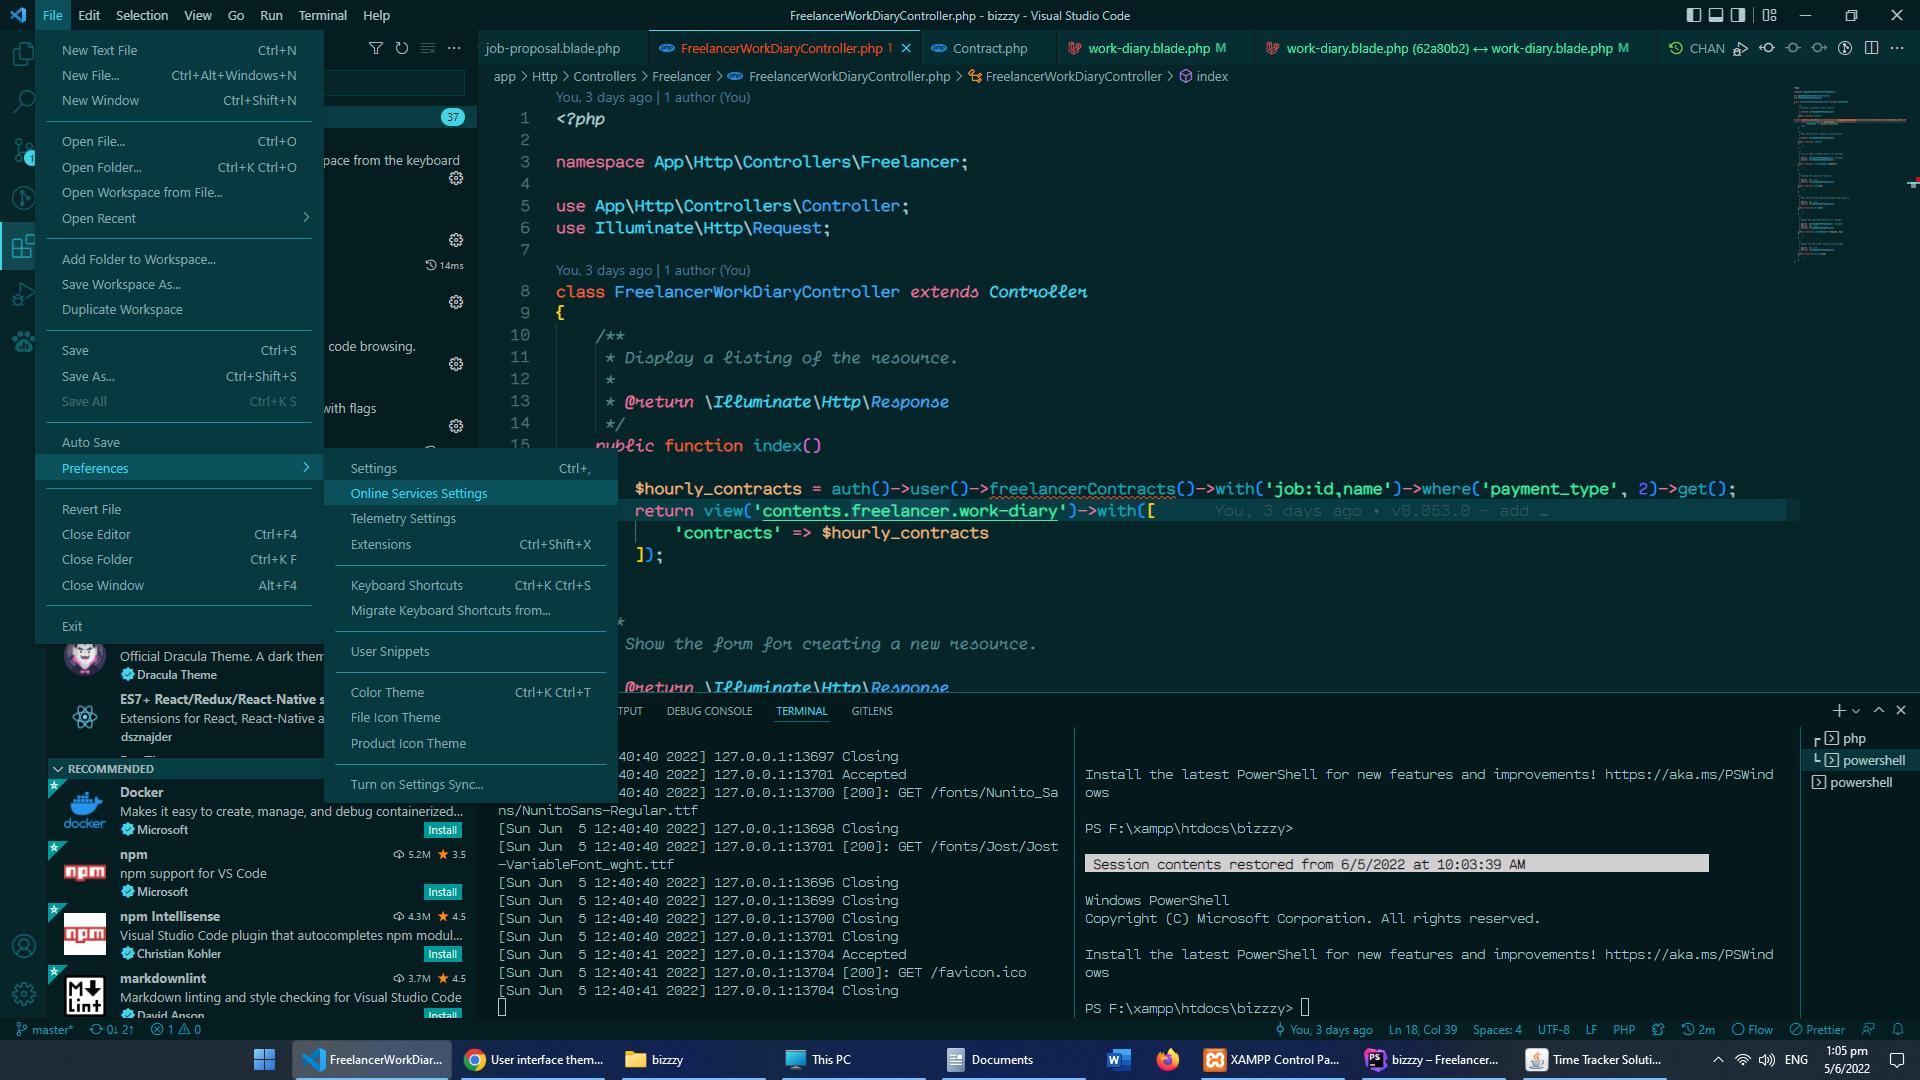 File Edit Selection View Go Run Terminal Help
FreelancerWorkDiaryController.php - bizzzy - Visual Studio Code
New Text File Ctrl+N
New File... Ctrl+Alt+Windows+N
New Window Ctrl+Shift+N
Open File... Ctrl+O
Open Folder... Ctrl+K Ctrl+O
Open Workspace from File...
Open Recent
Add Folder to Workspace...
Save Workspace As...
Duplicate Workspace
Save Ctrl+S
Save As... Ctrl+Shift+S
Save All Ctrl+K S
Auto Save
Preferences
Revert File
Close Editor Ctrl+F4
Close Folder Ctrl+K F
Close Window Alt+F4
Exit
Settings Ctrl+,
Online Services Settings
Telemetry Settings
Extensions Ctrl+Shift+X
Keyboard Shortcuts Ctrl+K Ctrl+S
Migrate Keyboard Shortcuts from...
User Snippets
Color Theme Ctrl+K Ctrl+T
File Icon Theme
Product Icon Theme
Turn on Settings Sync...
1
37
pace from the keyboard
14ms
code browsing.
with flags
Official Dracula Theme. A dark them
Dracula Theme
ES7+ React/Redux/React-Native s
Extensions for React, React-Native a
dsznajder
RECOMMENDED
Docker
Makes it easy to create, manage, and debug containerized...
Microsoft Install
npm 5.2M 3.5
npm support for VS Code
Microsoft Install
npm Intellisense 4.3M 4.5
Visual Studio Code plugin that autocompletes npm modul...
Christian Kohler Install
markdownlint 3.7M 4.5
Markdown linting and style checking for Visual Studio Code
David Anson Install
job-proposal.blade.php FreelancerWorkDiaryController.php 1 Contract.php work-diary.blade.php M work-diary.blade.php (62a80b2) ↔ work-diary.blade.php M CHAN
app > Http > Controllers > Freelancer > FreelancerWorkDiaryController.php > FreelancerWorkDiaryController > index
You, 3 days ago | 1 author (You)
1 <?php
2
3 namespace App\Http\Controllers\Freelancer;
4
5 use App\Http\Controllers\Controller;
6 use Illuminate\Http\Request;
7
You, 3 days ago | 1 author (You)
8 class FreelancerWorkDiaryController extends Controller
9 {
10 /**
11 * Display a listing of the resource.
12 *
13 * @return \Illuminate\Http\Response
14 */
15 public function index()
$hourly_contracts = auth()->user()->freelancerContracts()->with('job:id,name')->where('payment_type', 2)->get();
return view('contents.freelancer.work-diary')->with([ You, 3 days ago • v0.053.0 - add …
'contracts' => $hourly_contracts
]);
*
Show the form for creating a new resource.
@return \Illuminate\Http\Response
TPUT DEBUG CONSOLE TERMINAL GITLENS
40:40 2022] 127.0.0.1:13697 Closing
40:40 2022] 127.0.0.1:13701 Accepted
40:40 2022] 127.0.0.1:13700 [200]: GET /fonts/Nunito_Sa
ns/NunitoSans-Regular.ttf
[Sun Jun 5 12:40:40 2022] 127.0.0.1:13698 Closing
[Sun Jun 5 12:40:40 2022] 127.0.0.1:13701 [200]: GET /fonts/Jost/Jost
-VariableFont_wght.ttf
[Sun Jun 5 12:40:40 2022] 127.0.0.1:13696 Closing
[Sun Jun 5 12:40:40 2022] 127.0.0.1:13699 Closing
[Sun Jun 5 12:40:40 2022] 127.0.0.1:13700 Closing
[Sun Jun 5 12:40:40 2022] 127.0.0.1:13701 Closing
[Sun Jun 5 12:40:41 2022] 127.0.0.1:13704 Accepted
[Sun Jun 5 12:40:41 2022] 127.0.0.1:13704 [200]: GET /favicon.ico
[Sun Jun 5 12:40:41 2022] 127.0.0.1:13704 Closing
Install the latest PowerShell for new features and improvements! https://aka.ms/PSWind
ows
PS F:\xampp\htdocs\bizzzy>
Session contents restored from 6/5/2022 at 10:03:39 AM
Windows PowerShell
Copyright (C) Microsoft Corporation. All rights reserved.
Install the latest PowerShell for new features and improvements! https://aka.ms/PSWind
ows
PS F:\xampp\htdocs\bizzzy>
php
powershell
powershell
master* 0↓ 2↑ 1 0
You, 3 days ago Ln 18, Col 39 Spaces: 4 UTF-8 LF PHP 2m Flow Prettier
FreelancerWorkDiar... User interface them... bizzzy This PC Documents XAMPP Control Pa... bizzzy – Freelancer... Time Tracker Soluti... ENG
1:05 pm
5/6/2022